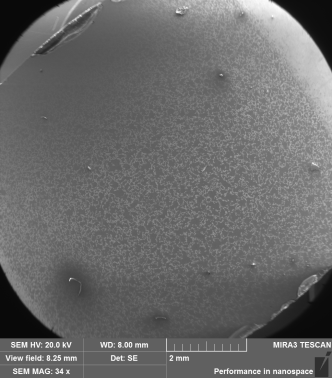 SEM HV: 20.0 kV WD: 8.00 mm MIRA3 TESCAN
View field: 8.25 mm Det: SE 2 mm
SEM MAG: 34 x Performance in nanospace